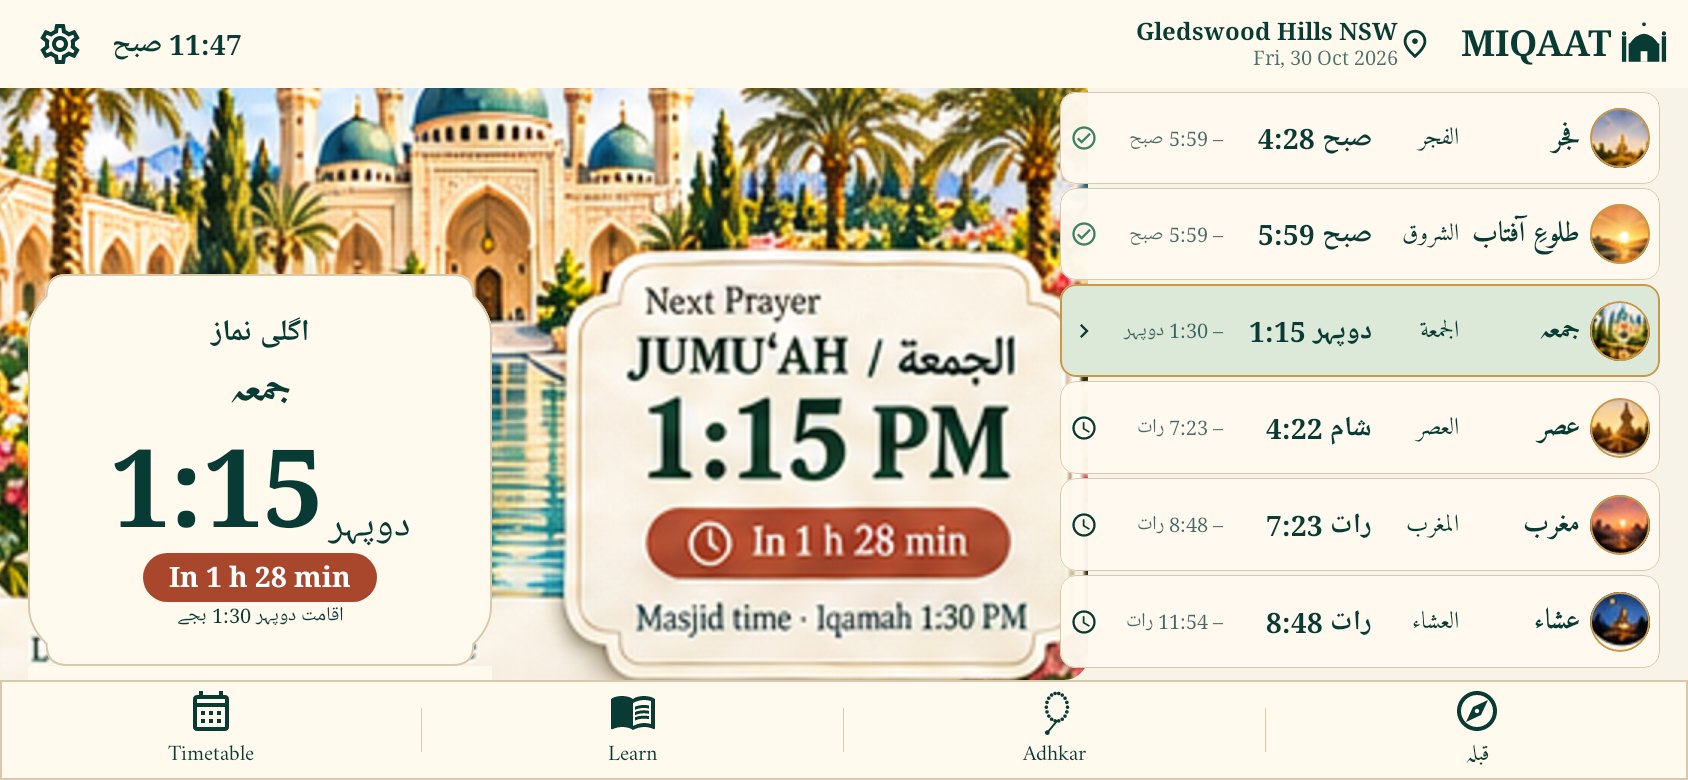 11:47 صبح
Gledswood Hills NSW
Fri, 30 Oct 2026
MIQAAT
اگلی نماز
جمعہ
1:15 دوپہر
In 1 h 28 min
اقامت دوپہر 1:30 بجے
Next Prayer
JUMU‘AH / الجمعة
1:15 PM
In 1 h 28 min
Masjid time · Iqamah 1:30 PM
فجر الفجر 4:28 صبح – 5:59 صبح
طلوعِ آفتاب الشروق 5:59 صبح – 5:59 صبح
جمعہ الجمعة 1:15 دوپہر – 1:30 دوپہر
عصر العصر 4:22 شام – 7:23 رات
مغرب المغرب 7:23 رات – 8:48 رات
عشاء العشاء 8:48 رات – 11:54 رات
Timetable
Learn
Adhkar
قبلہ